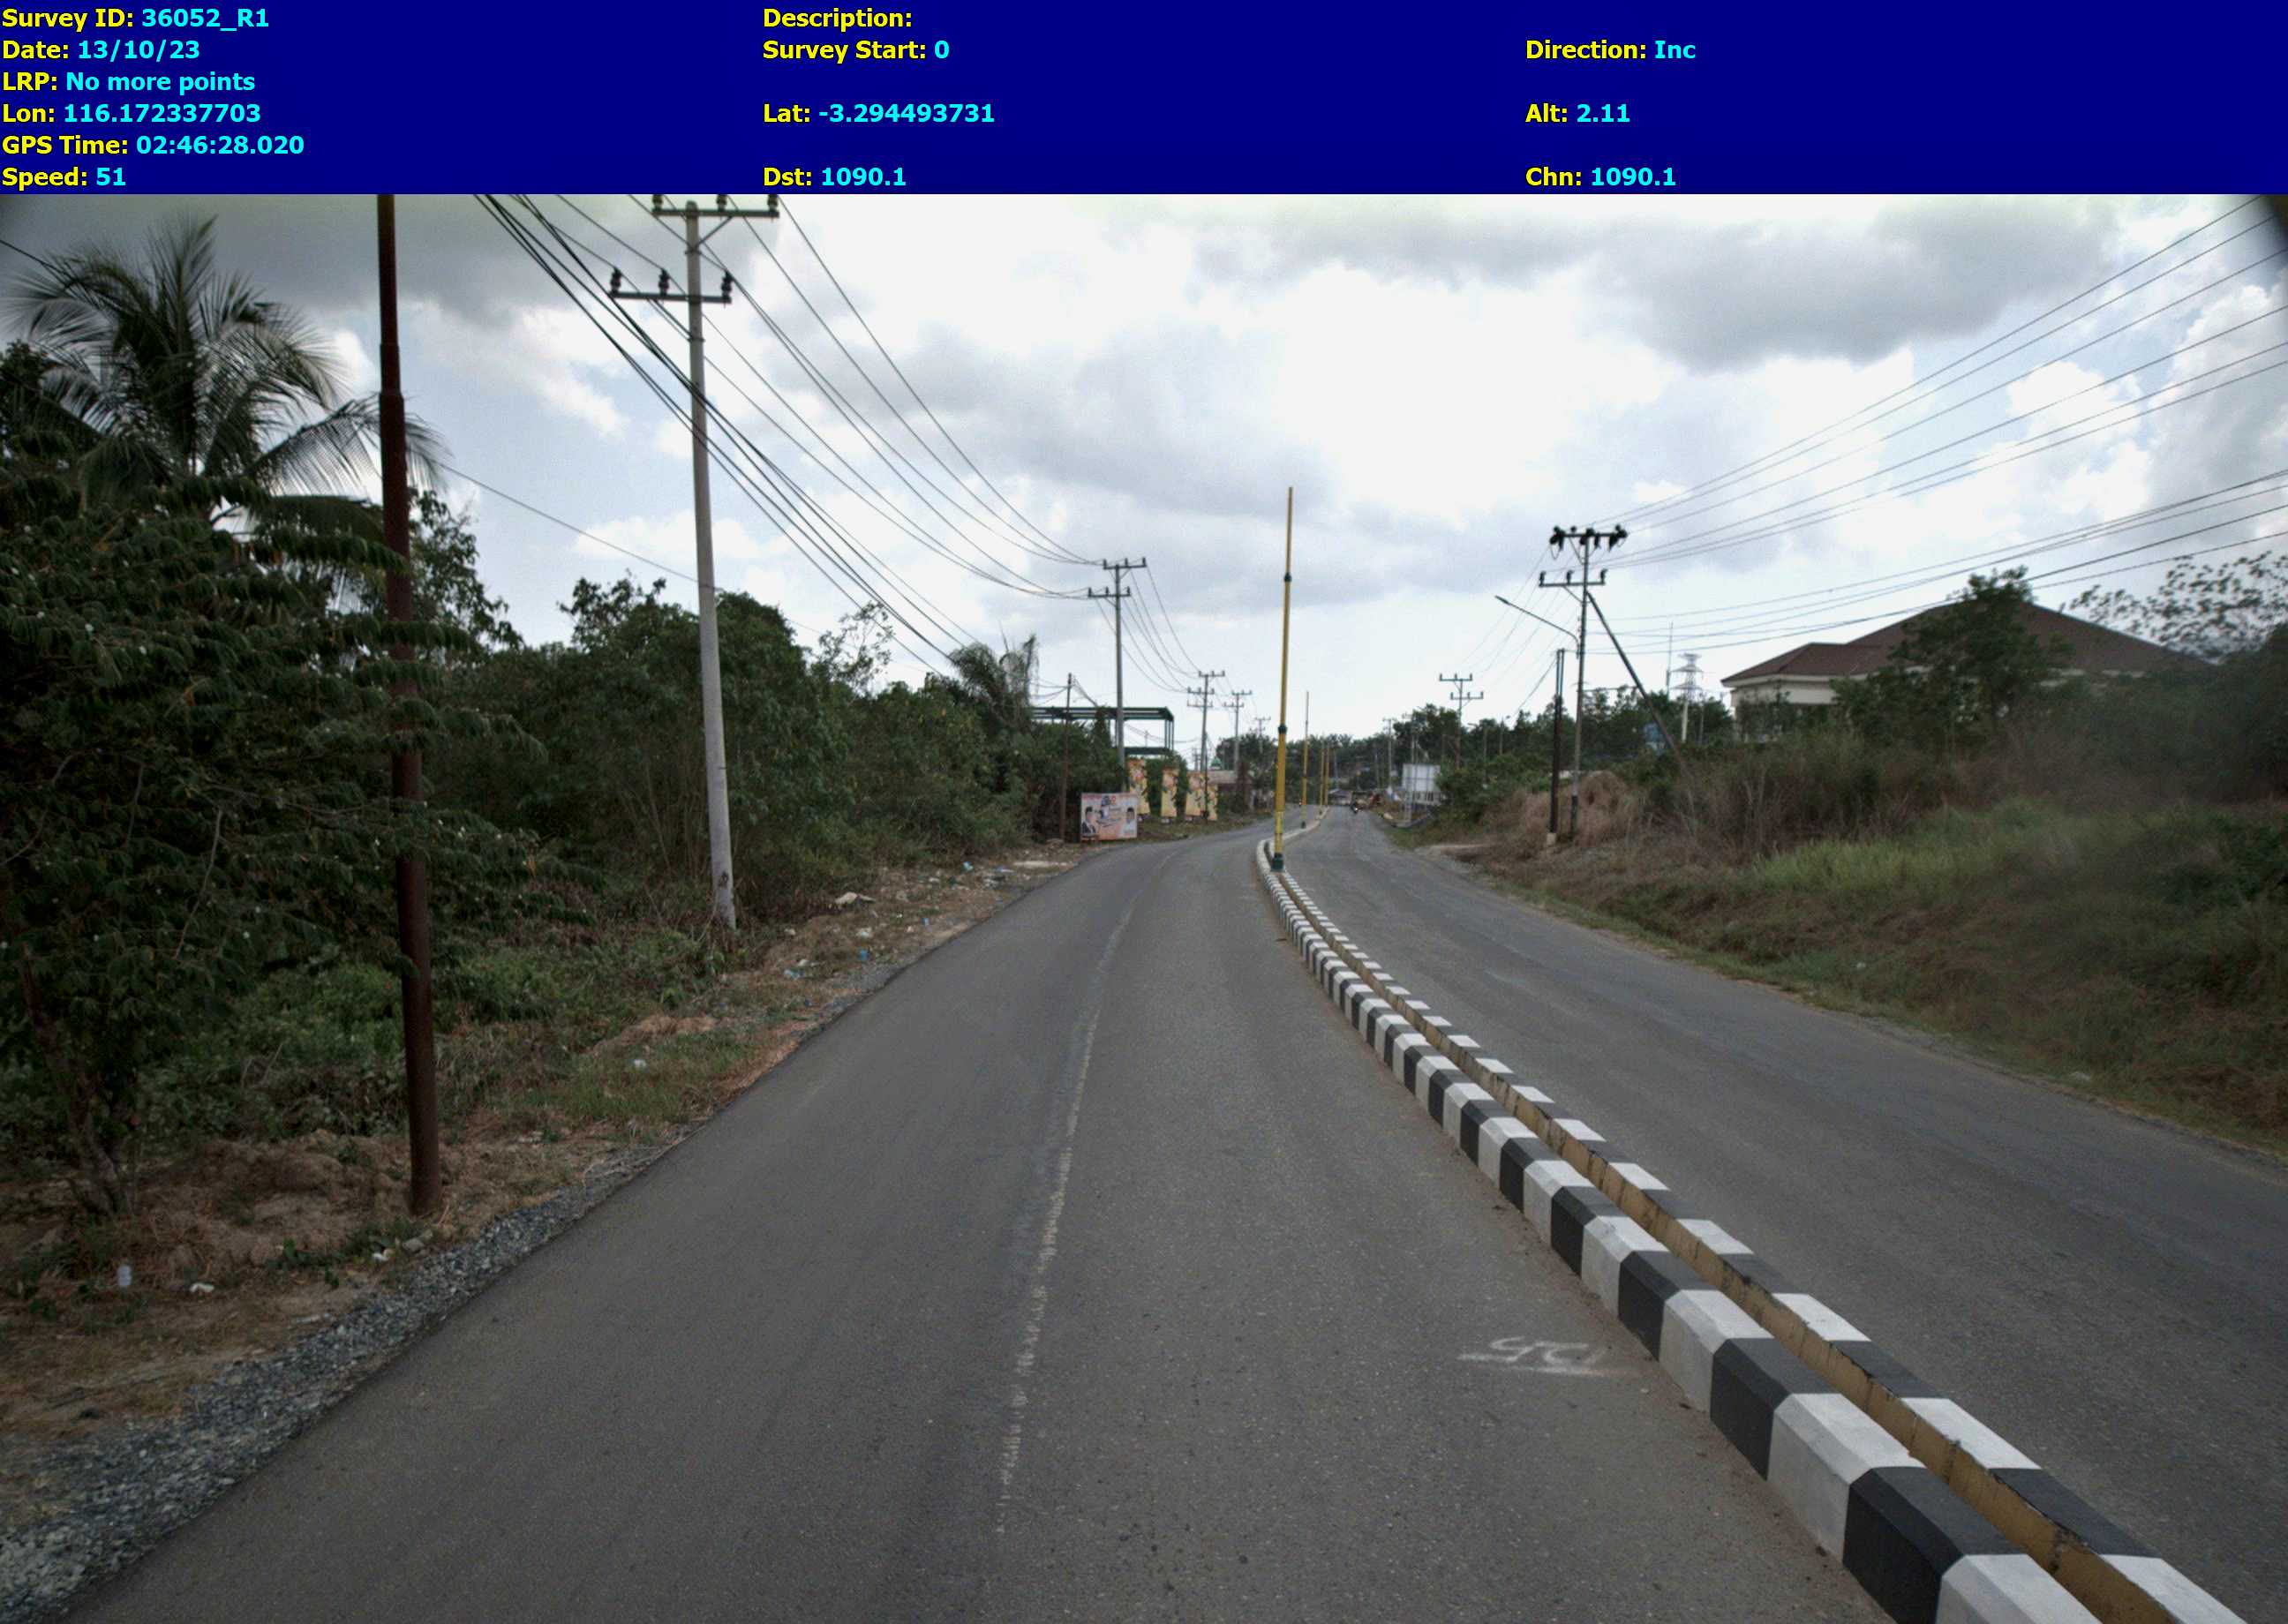 Survey ID: 36052_R1
Description:
Date: 13/10/23
Survey Start: 0
Direction: Inc
LRP: No more points
Lon: 116.172337703
Lat: -3.294493731
Alt: 2.11
GPS Time: 02:46:28.020
Speed: 51
Dst: 1090.1
Chn: 1090.1